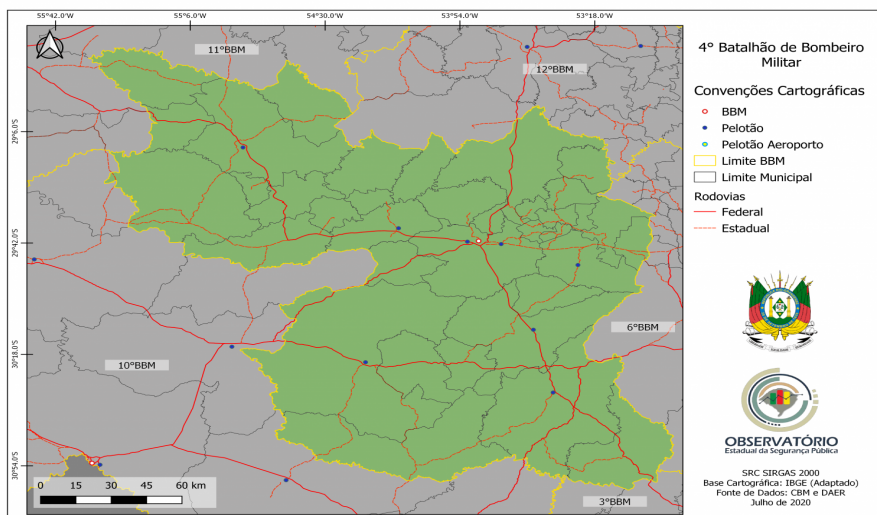 55°42.0'W
55°6.0'W
54°30.0'W
53°54.0'W
53°18.0'W
11°BBM
12°BBM
29°6.0'S
29°42.0'S
30°18.0'S
30°54.0'S
6°BBM
10°BBM
3°BBM
0 15 30 45 60 km
4° Batalhão de Bombeiro
Militar
Convenções Cartográficas
BBM
Pelotão
Pelotão Aeroporto
Limite BBM
Limite Municipal
Rodovias
Federal
Estadual
OBSERVATÓRIO
Estadual da Segurança Pública
SRC SIRGAS 2000
Base Cartográfica: IBGE (Adaptado)
Fonte de Dados: CBM e DAER
Julho de 2020